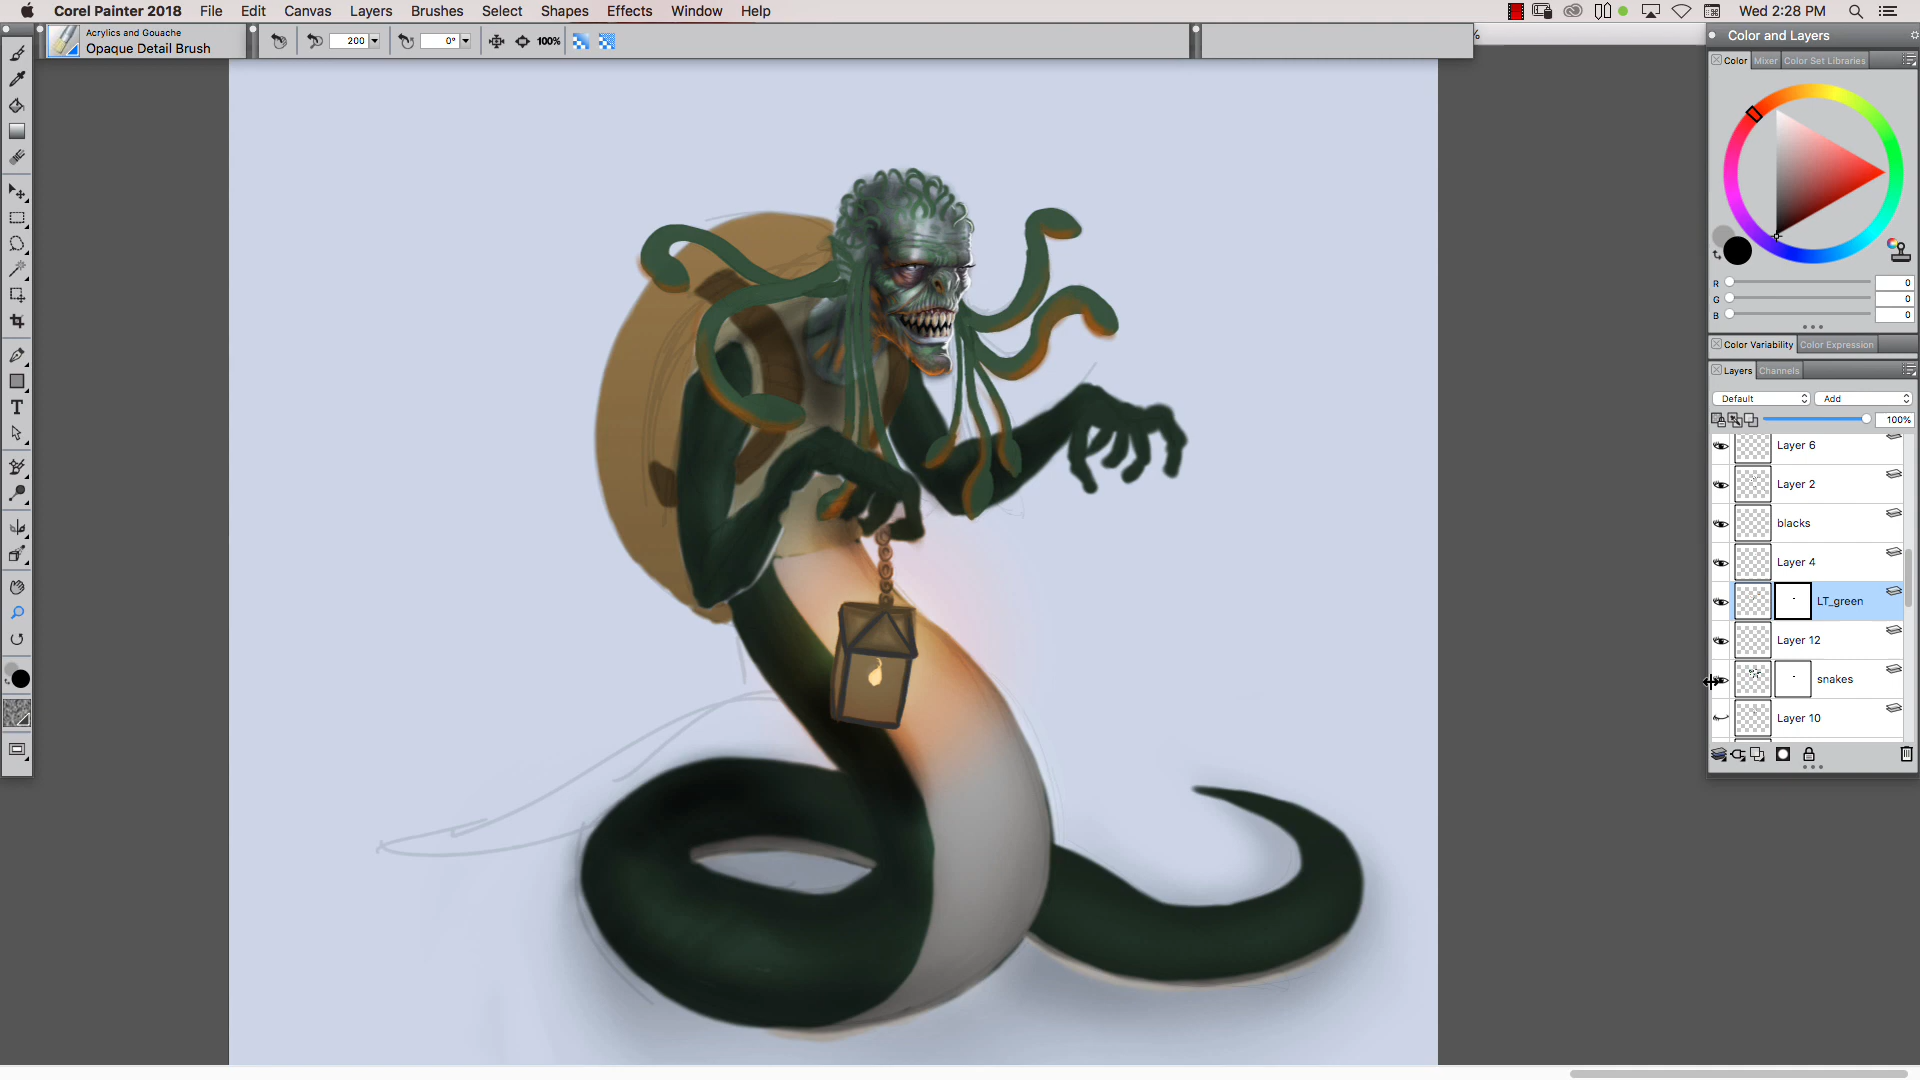 Corel Painter 2018 File Edit Canvas Layers Brushes Select Shapes Effects Window Help Wed 2:28 PM
Acrylics and Gouache
Opaque Detail Brush
200
0°
100%
%
Color and Layers
Color Mixer Color Set Libraries
R 0
G 0
B 0
Color Variability Color Expression
Layers Channels
Default Add
100%
Layer 6
Layer 2
blacks
Layer 4
LT_green
Layer 12
snakes
Layer 10
T